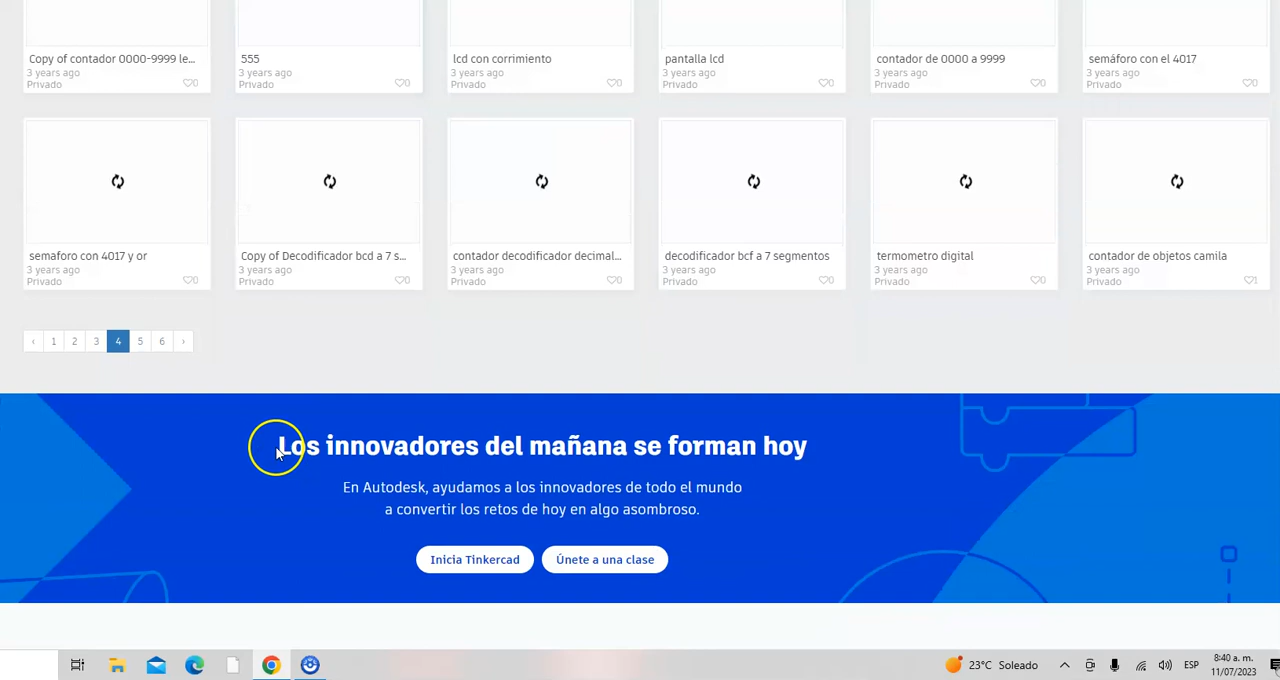 Copy of contador 0000-9999 le...
3 years ago
Privado
0
555
3 years ago
Privado
0
lcd con corrimiento
3 years ago
Privado
0
pantalla lcd
3 years ago
Privado
0
contador de 0000 a 9999
3 years ago
Privado
0
semáforo con el 4017
3 years ago
Privado
0
semaforo con 4017 y or
3 years ago
Privado
0
Copy of Decodificador bcd a 7 s...
3 years ago
Privado
0
contador decodificador decimal...
3 years ago
Privado
0
decodificador bcf a 7 segmentos
3 years ago
Privado
0
termometro digital
3 years ago
Privado
0
contador de objetos camila
3 years ago
Privado
1
‹ 1 2 3 4 5 6 ›
Los innovadores del mañana se forman hoy
En Autodesk, ayudamos a los innovadores de todo el mundo
a convertir los retos de hoy en algo asombroso.
Inicia Tinkercad
Únete a una clase
23°C Soleado
ESP
8:40 a. m.
11/07/2023